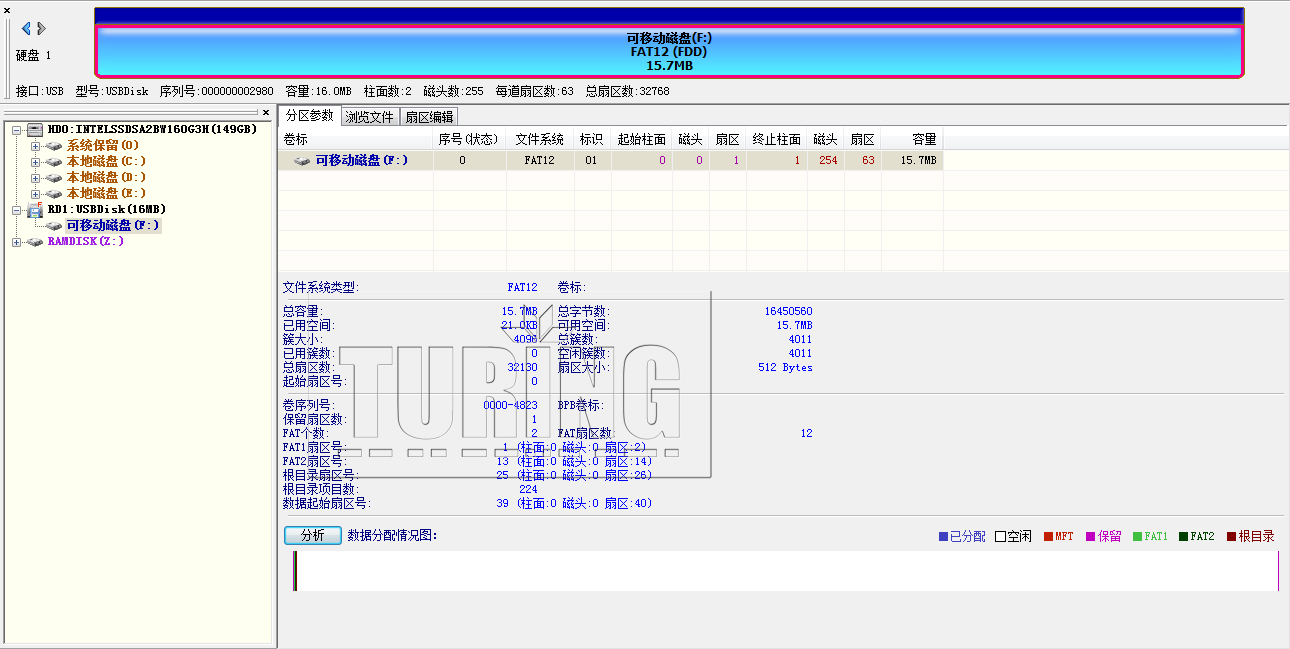 可移动磁盘(F:)
FAT12 (FDD)
15.7MB
硬盘 1
接口:USB 型号:USBDisk 序列号:000000002980 容量:16.0MB 柱面数:2 磁头数:255 每道扇区数:63 总扇区数:32768
HD0:INTELSSDSA2BW160G3H(149GB)
系统保留(0)
本地磁盘(C:)
本地磁盘(D:)
本地磁盘(E:)
RD1:USBDisk(16MB)
可移动磁盘(F:)
RAMDISK(Z:)
分区参数 浏览文件 扇区编辑
卷标 序号(状态) 文件系统 标识 起始柱面 磁头 扇区 终止柱面 磁头 扇区 容量
可移动磁盘(F:) 0 FAT12 01 0 0 1 1 254 63 15.7MB
文件系统类型: FAT12 卷标:
总容量: 15.7MB 总字节数: 16450560
已用空间: 21.0KB 可用空间: 15.7MB
簇大小: 4096 总簇数: 4011
已用簇数: 0 空闲簇数: 4011
总扇区数: 32130 扇区大小: 512 Bytes
起始扇区号: 0
卷序列号: 0000-4823 BPB卷标:
保留扇区数: 1
FAT个数: 2 FAT扇区数: 12
FAT1扇区号: 1 (柱面:0 磁头:0 扇区:2)
FAT2扇区号: 13 (柱面:0 磁头:0 扇区:14)
根目录扇区号: 25 (柱面:0 磁头:0 扇区:26)
根目录项目数: 224
数据起始扇区号: 39 (柱面:0 磁头:0 扇区:40)
TURING
分析 数据分配情况图: 已分配 空闲 MFT 保留 FAT1 FAT2 根目录